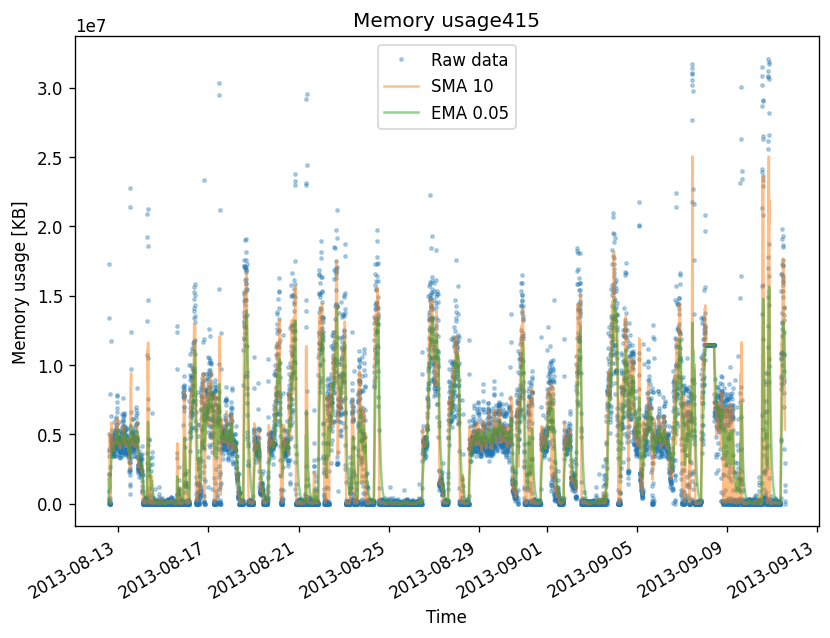 Memory usage415
1e7
Raw data
SMA 10
EMA 0.05
3.0
2.5
2.0
1.5
1.0
0.5
0.0
Memory usage [KB]
2013-08-13
2013-08-17
2013-08-21
2013-08-25
2013-08-29
2013-09-01
2013-09-05
2013-09-09
2013-09-13
Time